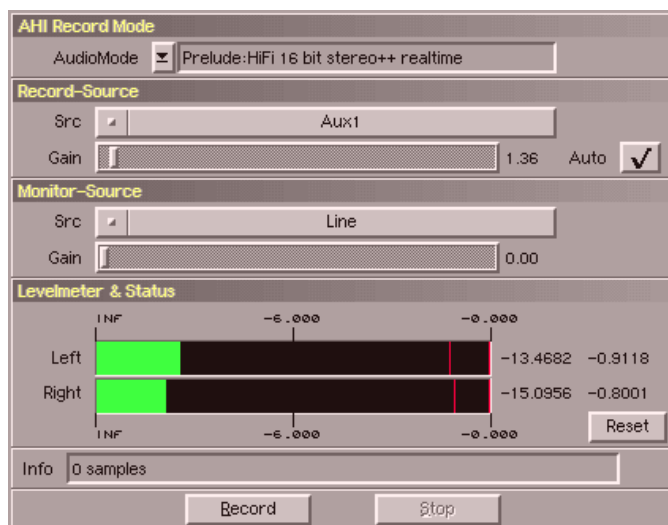 AHI Record Mode
AudioMode Prelude:HiFi 16 bit stereo++ realtime
Record-Source
Src Aux1
Gain 1.36 Auto
Monitor-Source
Src Line
Gain 0.00
Levelmeter & Status
INF -6.000 -0.000
Left -13.4682 -0.9118
Right -15.0956 -0.8001
INF -6.000 -0.000
Reset
Info 0 samples
Record Stop